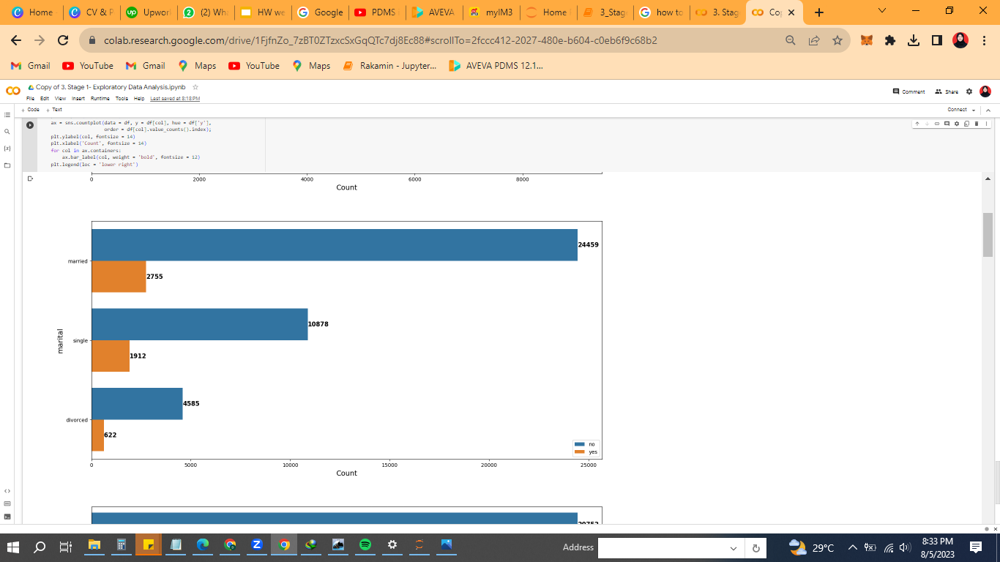 Home
CV & P
Upwor
(2) Wha
HW we
Google
PDMS
AVEVA
myIM3
Home
3_Stag
how to
3. Stag
Co
colab.research.google.com/drive/1FjfnZo_7zBT0ZTzxcSxGqQTc7dj8Ec88#scrollTo=2fccc412-2027-480e-b604-c0eb6f9c68b2
Gmail
YouTube
Gmail
Maps
YouTube
Maps
Rakamin - Jupyter...
AVEVA PDMS 12.1...
Copy of 3. Stage 1- Exploratory Data Analysis.ipynb
File Edit View Insert Runtime Tools Help Last saved at 8:18 PM
Comment
Share
+ Code + Text
Connect
ax = sns.countplot(data = df, y = df[col], hue = df['y'],
order = df[col].value_counts().index);
plt.ylabel(col, fontsize = 14)
plt.xlabel('Count', fontsize = 14)
for col in ax.containers:
ax.bar_label(col, weight = 'bold', fontsize = 12)
plt.legend(loc = 'lower right')
0 2000 4000 6000 8000
Count
24459
married
2755
10878
marital
single
1912
4585
divorced
622
no
yes
0 5000 10000 15000 20000 25000
Count
Address
29°C
8:33 PM
8/5/2023